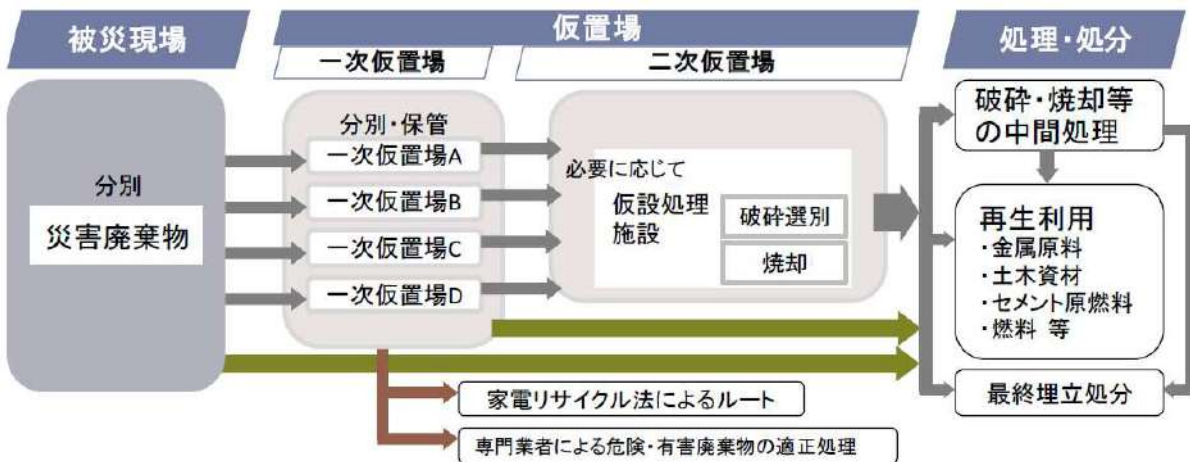 被災現場
仮置場
処理・処分
一次仮置場
二次仮置場
分別
災害廃棄物
分別・保管
一次仮置場A
一次仮置場B
一次仮置場C
一次仮置場D
必要に応じて
仮設処理
施設
破砕選別
焼却
破砕・焼却等
の中間処理
再生利用
・金属原料
・土木資材
・セメント原燃料
・燃料 等
最終埋立処分
家電リサイクル法によるルート
専門業者による危険・有害廃棄物の適正処理